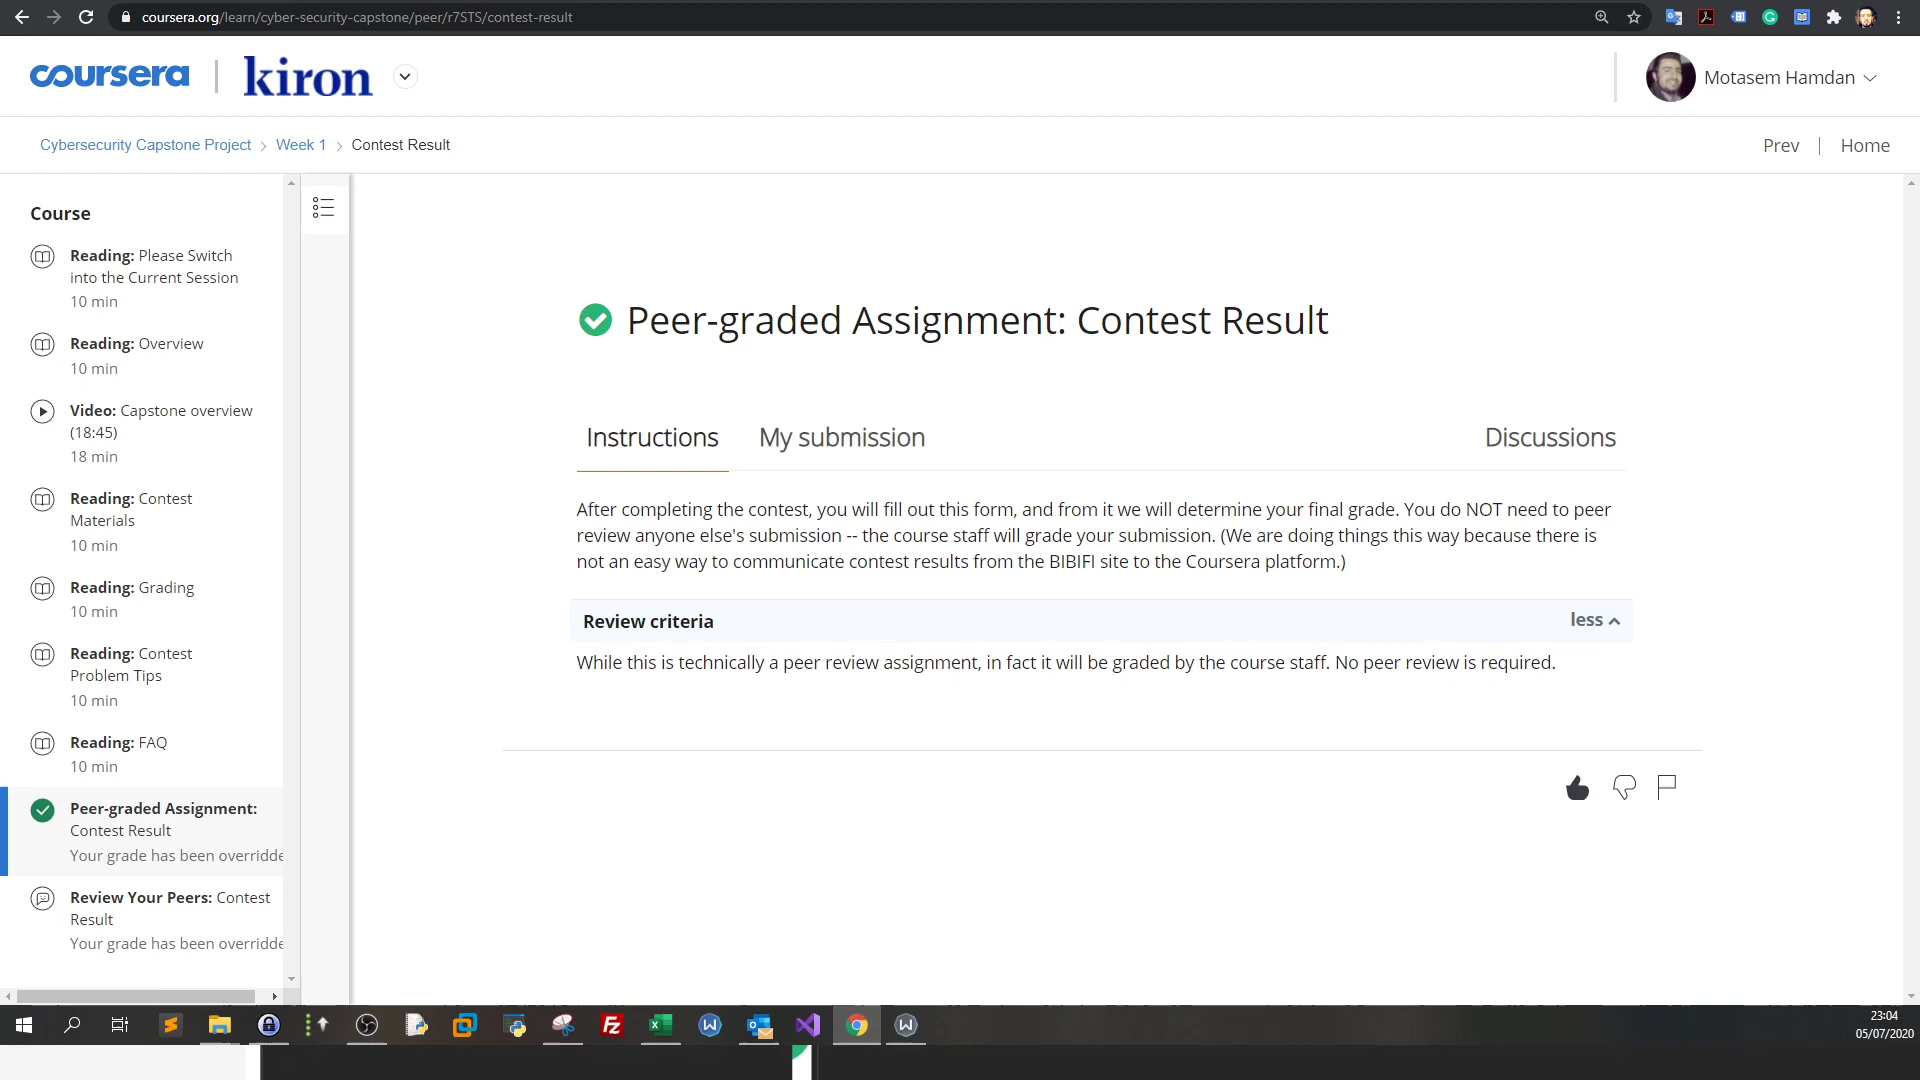 coursera.org/learn/cyber-security-capstone/peer/r7STS/contest-result
coursera | kiron
Motasem Hamdan
Cybersecurity Capstone Project > Week 1 > Contest Result
Prev | Home
Course
Reading: Please Switch
into the Current Session
10 min
Reading: Overview
10 min
Video: Capstone overview
(18:45)
18 min
Reading: Contest
Materials
10 min
Reading: Grading
10 min
Reading: Contest
Problem Tips
10 min
Reading: FAQ
10 min
Peer-graded Assignment:
Contest Result
Your grade has been overridde
Review Your Peers: Contest
Result
Your grade has been overridde
Peer-graded Assignment: Contest Result
Instructions My submission Discussions
After completing the contest, you will fill out this form, and from it we will determine your final grade. You do NOT need to peer
review anyone else's submission -- the course staff will grade your submission. (We are doing things this way because there is
not an easy way to communicate contest results from the BIBIFI site to the Coursera platform.)
Review criteria less
While this is technically a peer review assignment, in fact it will be graded by the course staff. No peer review is required.
23:04
05/07/2020